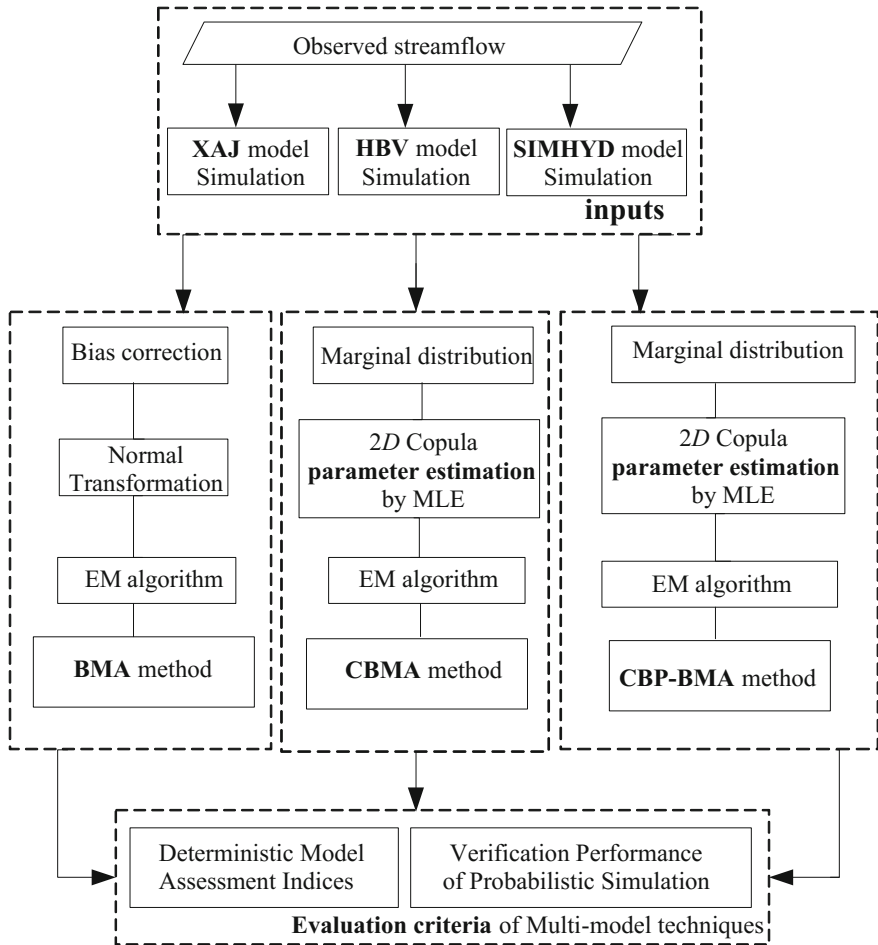 Observed streamflow
XAJ model
Simulation
HBV model
Simulation
SIMHYD model
Simulation
inputs
Bias correction
Normal
Transformation
EM algorithm
BMA method
Marginal distribution
2D Copula
parameter estimation
by MLE
EM algorithm
CBMA method
Marginal distribution
2D Copula
parameter estimation
by MLE
EM algorithm
CBP-BMA method
Deterministic Model
Assessment Indices
Verification Performance
of Probabilistic Simulation
Evaluation criteria of Multi-model techniques